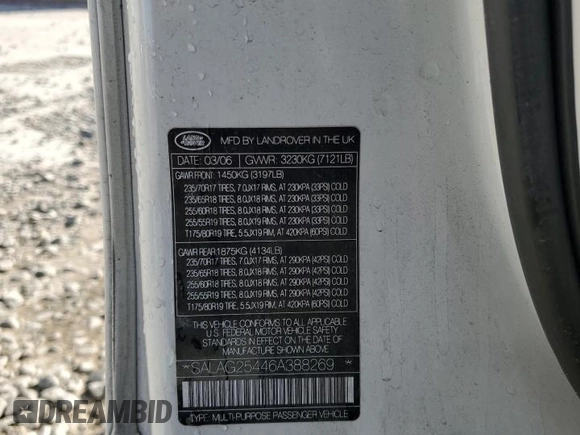 LAND ROVER
MFD BY LANDROVER IN THE UK
DATE: 03/06 GVWR: 3230KG (7121LB)
GAWR FRONT: 1450KG (3197LB)
235/70R17 TIRES, 7.0JX17 RIMS, AT 230KPA (33PSI) COLD
235/65R18 TIRES, 8.0JX18 RIMS, AT 230KPA (33PSI) COLD
255/60R18 TIRES, 8.0JX18 RIMS, AT 230KPA (33PSI) COLD
255/55R19 TIRES, 8.0JX19 RIMS, AT 230KPA (33PSI) COLD
T175/80R19 TIRE, 5.5JX19 RIM, AT 420KPA (60PSI) COLD
GAWR REAR: 1875KG (4134LB)
235/70R17 TIRES, 7.0JX17 RIMS, AT 290KPA (42PSI) COLD
235/65R18 TIRES, 8.0JX18 RIMS, AT 290KPA (42PSI) COLD
255/60R18 TIRES, 8.0JX18 RIMS, AT 290KPA (42PSI) COLD
255/55R19 TIRES, 8.0JX19 RIMS, AT 290KPA (42PSI) COLD
T175/80R19 TIRE, 5.5JX19 RIM, AT 420KPA (60PSI) COLD
THIS VEHICLE CONFORMS TO ALL APPLICABLE
U.S. FEDERAL MOTOR VEHICLE SAFETY
STANDARDS IN EFFECT ON THE DATE OF
MANUFACTURE SHOWN ABOVE
*SALAG25446A388269*
TYPE: MULTI-PURPOSE PASSENGER VEHICLE
DREAMBID